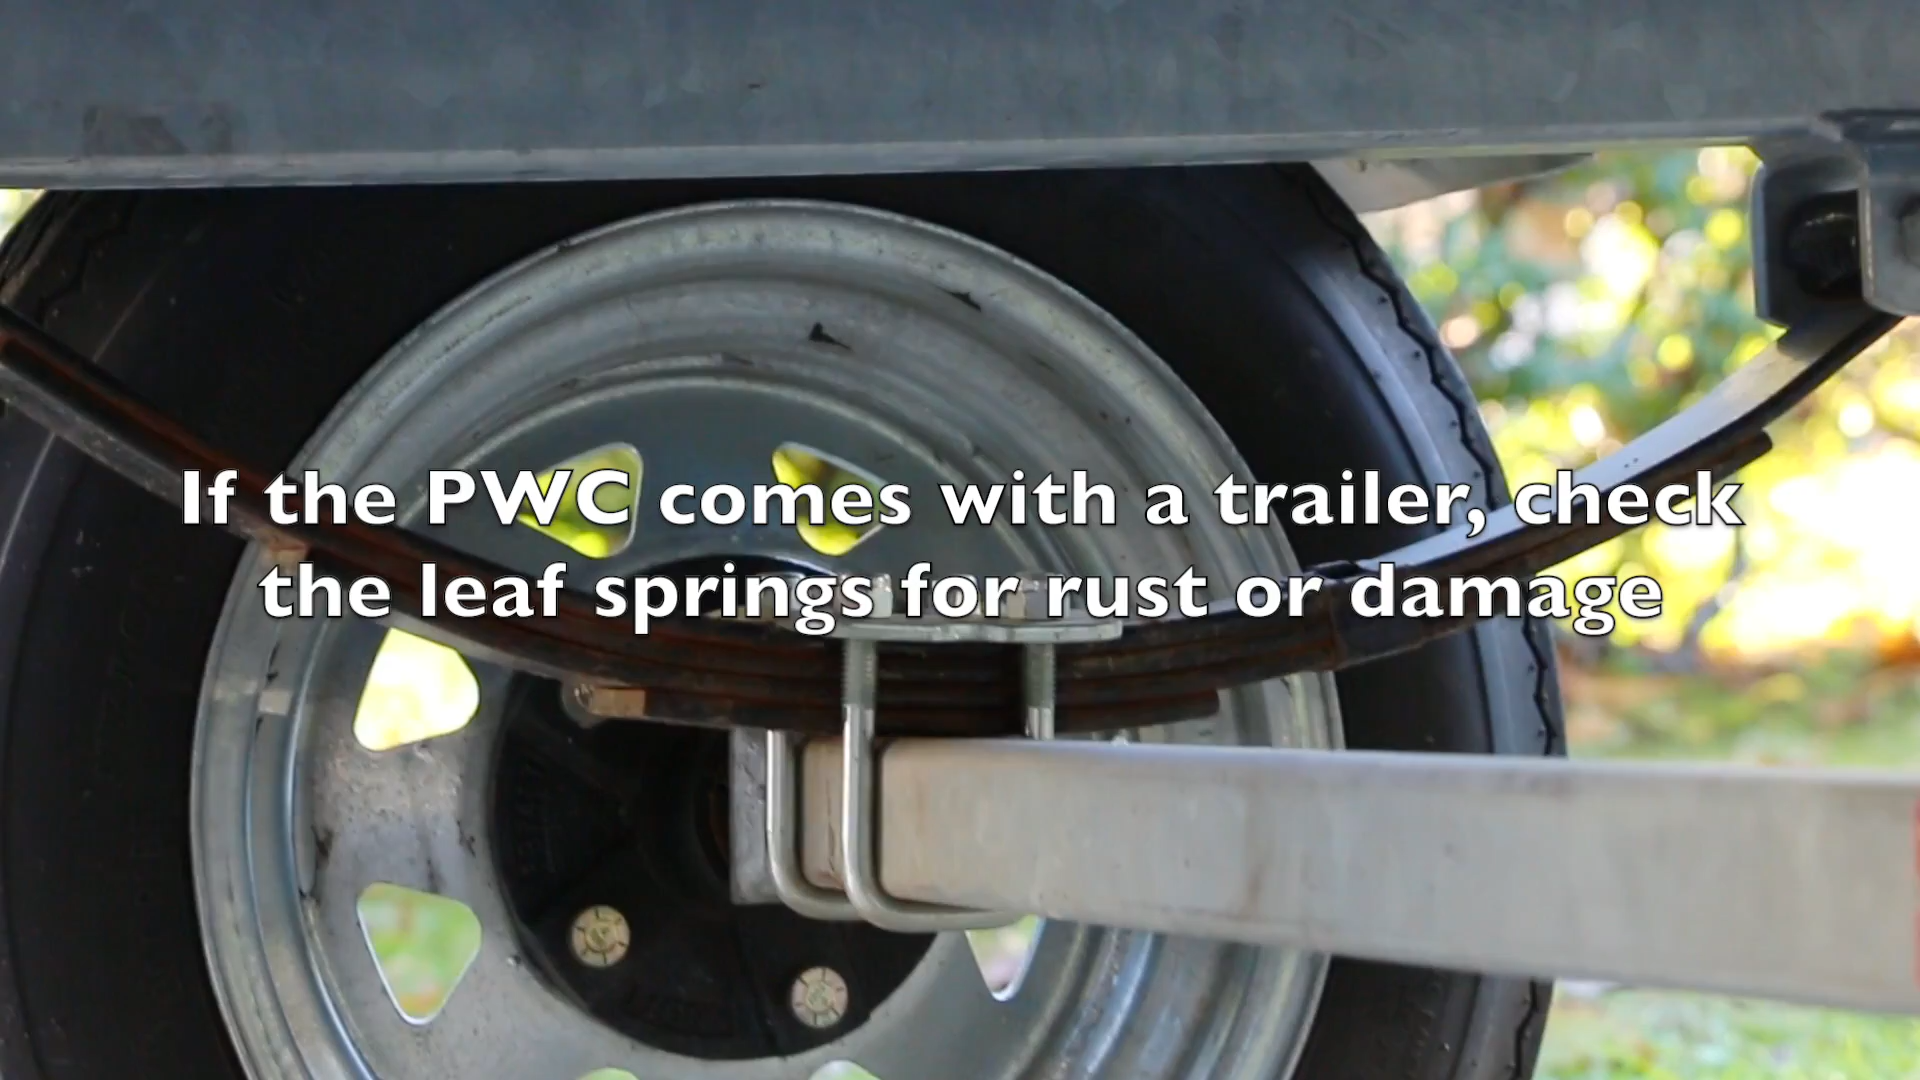 If the PWC comes with a trailer, check
the leaf springs for rust or damage